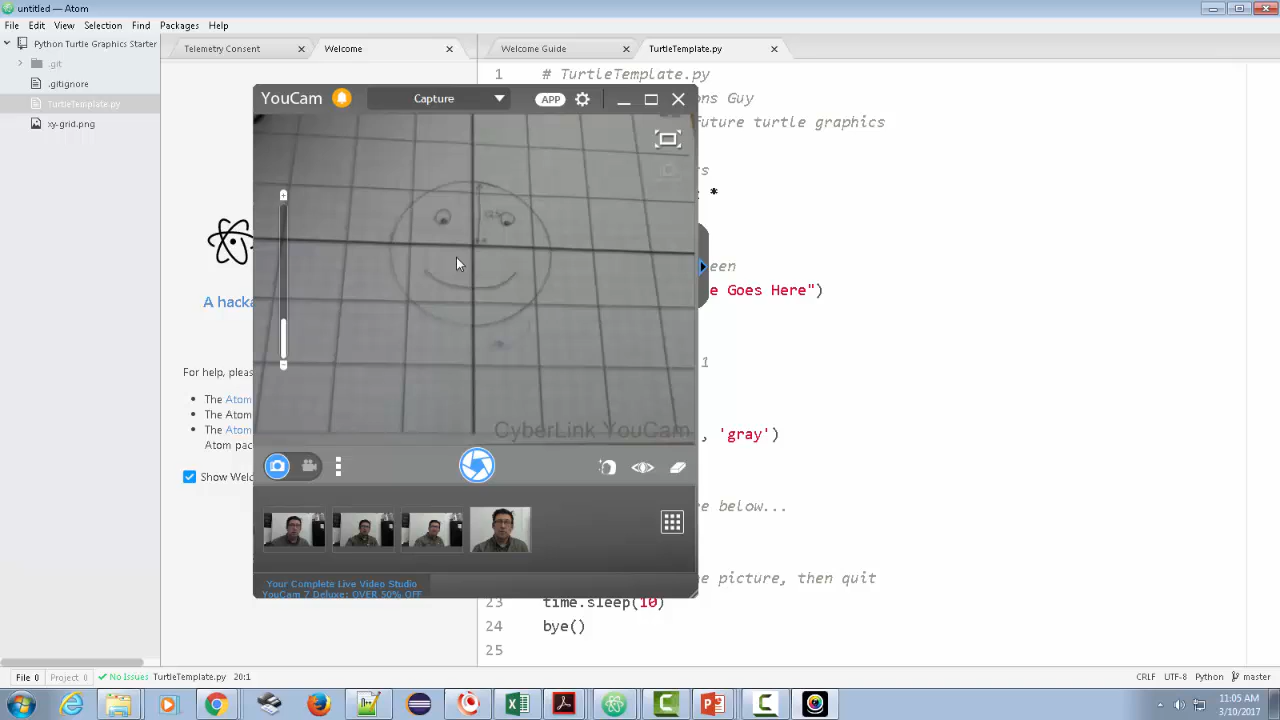 untitled — Atom
File Edit View Selection Find Packages Help
Python Turtle Graphics Starter
.git
.gitignore
TurtleTemplate.py
xy-grid.png
Telemetry Consent
Welcome
Welcome Guide
TurtleTemplate.py
A hacka
For help, pleas
The Atom
The Atom
The Atom
Atom pac
Show Welc
1 # TurtleTemplate.py
ons Guy
Future turtle graphics
s
*
een
e Goes Here")
1
, 'gray')
e below...
e picture, then quit
23 time.sleep(10)
24 bye()
25
YouCam
Capture
APP
125
CyberLink YouCam
Your Complete Live Video Studio
YouCam 7 Deluxe: OVER 50% OFF
File 0 Project 0 No Issues TurtleTemplate.py 20:1
CRLF UTF-8 Python master
11:05 AM
3/10/2017